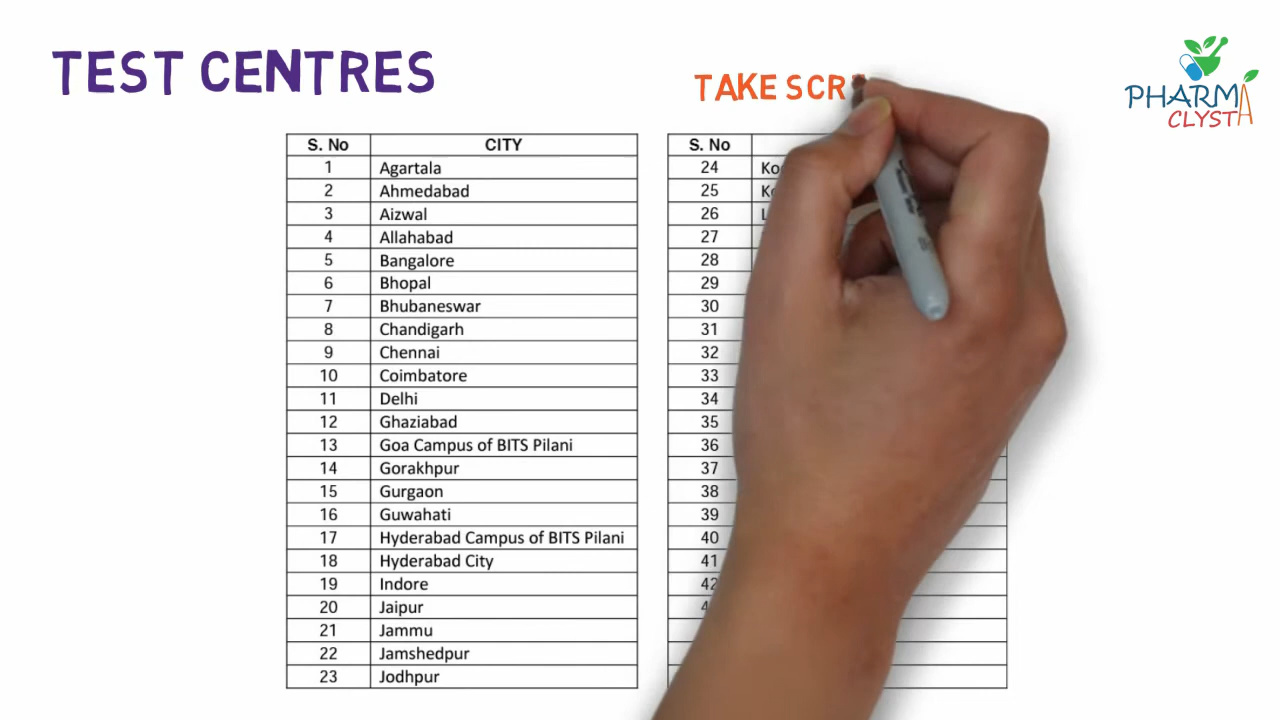 TEST CENTRES
TAKE SCR
PHARMA
CLYSTA
S. No CITY
1 Agartala
2 Ahmedabad
3 Aizwal
4 Allahabad
5 Bangalore
6 Bhopal
7 Bhubaneswar
8 Chandigarh
9 Chennai
10 Coimbatore
11 Delhi
12 Ghaziabad
13 Goa Campus of BITS Pilani
14 Gorakhpur
15 Gurgaon
16 Guwahati
17 Hyderabad Campus of BITS Pilani
18 Hyderabad City
19 Indore
20 Jaipur
21 Jammu
22 Jamshedpur
23 Jodhpur
S. No
24
25
26
27
28
29
30
31
32
33
34
35
36
37
38
39
40
41
42